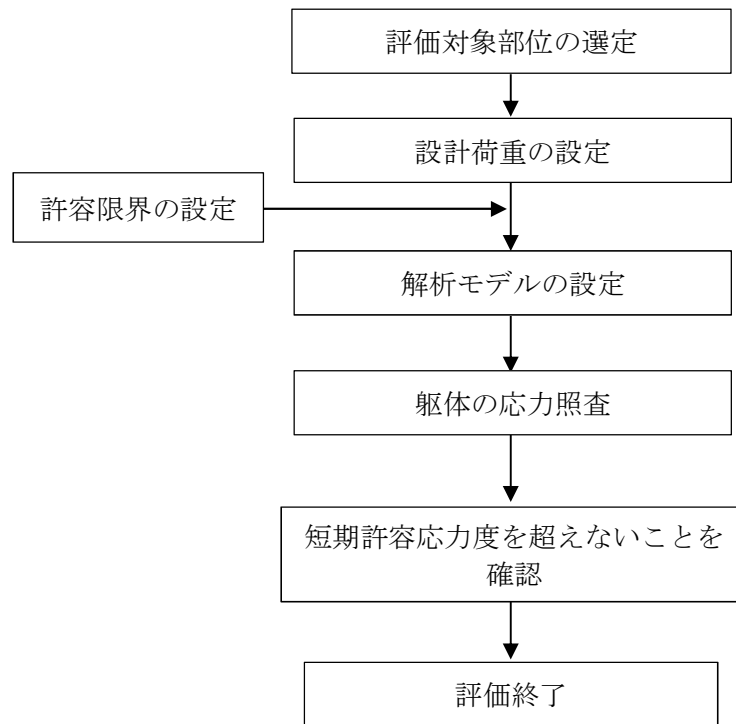 評価対象部位の選定
設計荷重の設定
許容限界の設定
解析モデルの設定
躯体の応力照査
短期許容応力度を超えないことを
確認
評価終了